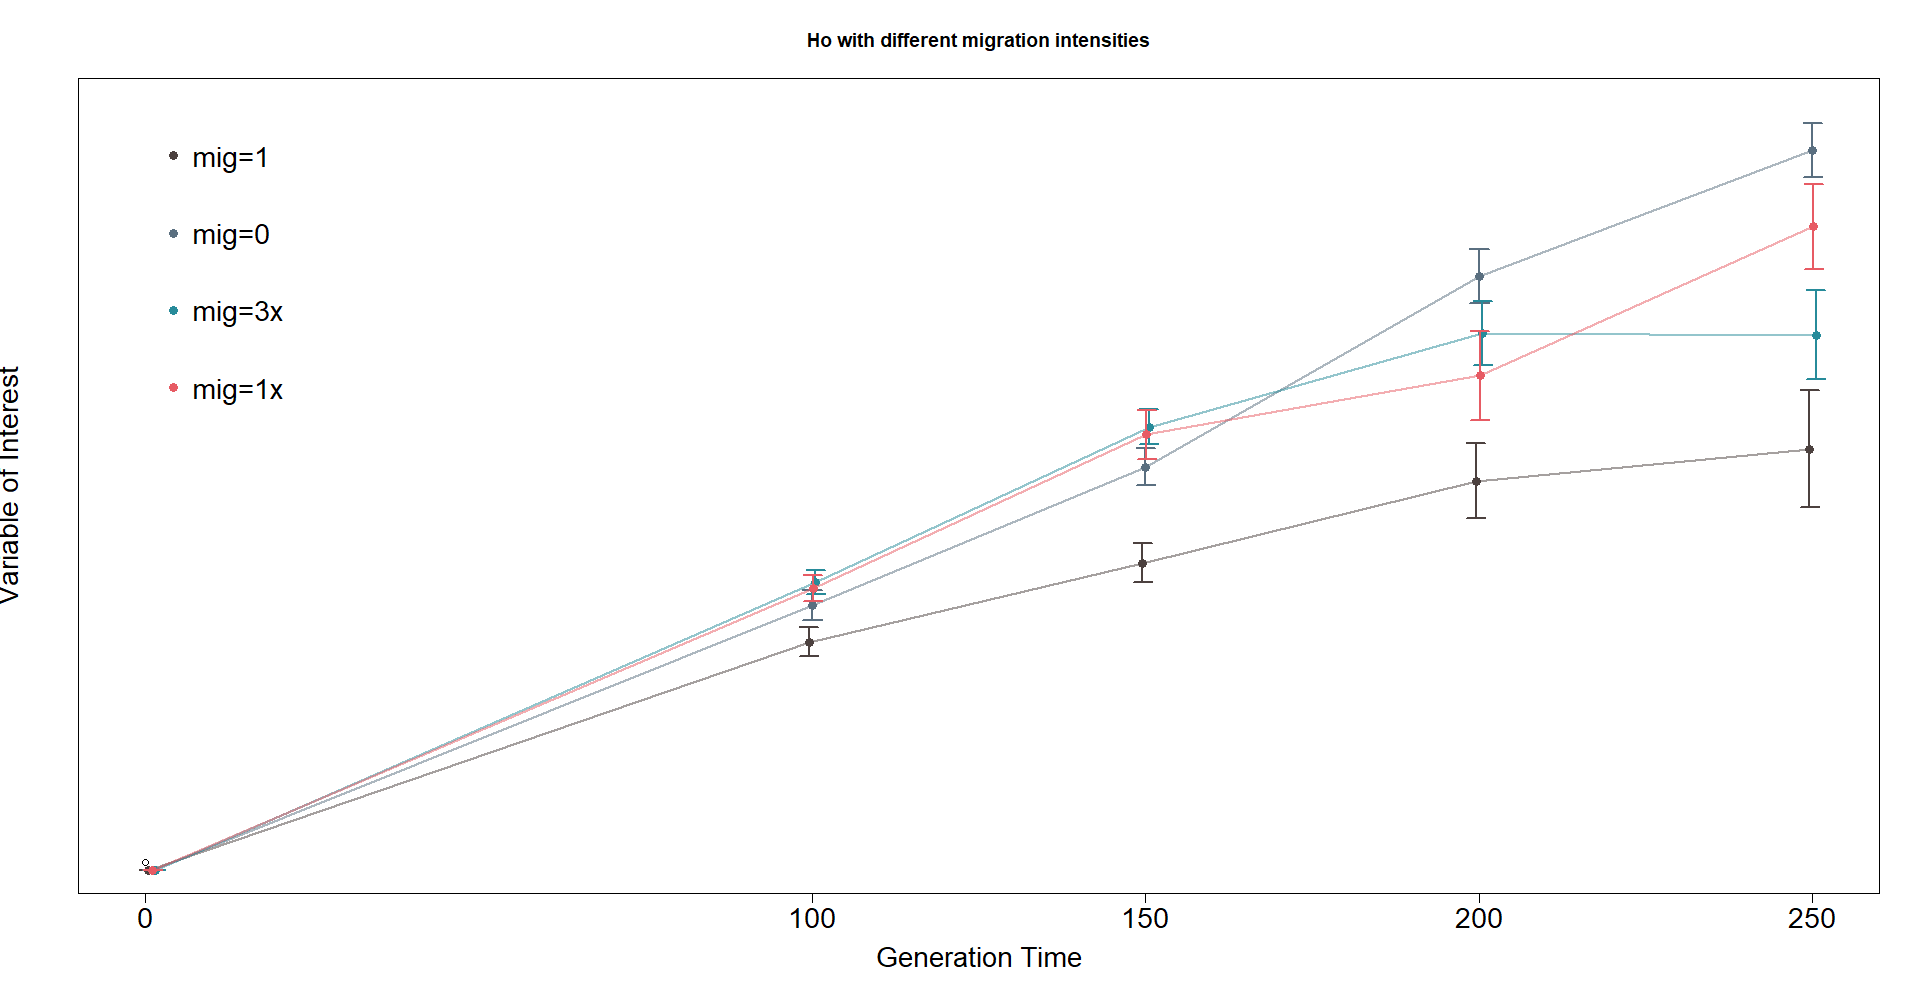 Ho with different migration intensities
mig=1
mig=0
mig=3x
mig=1x
Variable of Interest
0 100 150 200 250
Generation Time